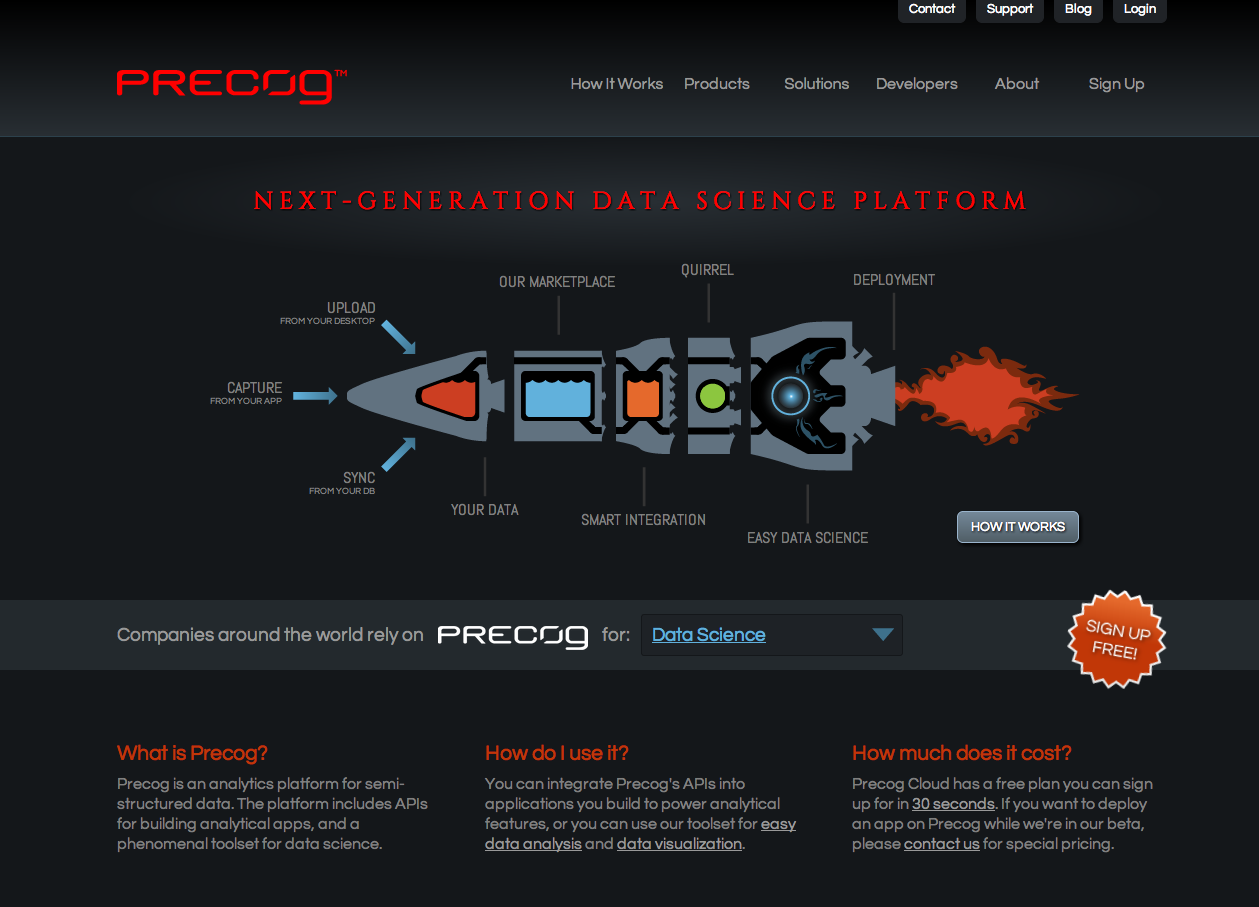 Contact Support Blog Login
PRECOG™
How It Works Products Solutions Developers About Sign Up
NEXT-GENERATION DATA SCIENCE PLATFORM
QUIRREL
OUR MARKETPLACE
DEPLOYMENT
UPLOAD
FROM YOUR DESKTOP
CAPTURE
FROM YOUR APP
SYNC
FROM YOUR DB
YOUR DATA
SMART INTEGRATION
EASY DATA SCIENCE
HOW IT WORKS
Companies around the world rely on PRECOG for: Data Science
SIGN UP
FREE!
What is Precog?
Precog is an analytics platform for semi-
structured data. The platform includes APIs
for building analytical apps, and a
phenomenal toolset for data science.
How do I use it?
You can integrate Precog's APIs into
applications you build to power analytical
features, or you can use our toolset for easy
data analysis and data visualization.
How much does it cost?
Precog Cloud has a free plan you can sign
up for in 30 seconds. If you want to deploy
an app on Precog while we're in our beta,
please contact us for special pricing.